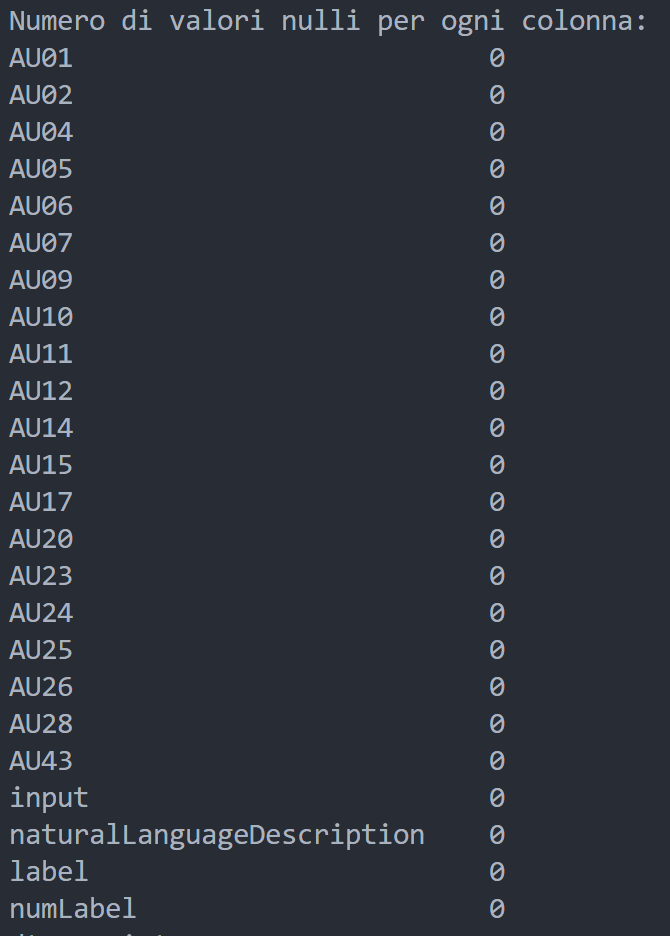 Numero di valori nulli per ogni colonna:
AU01 0
AU02 0
AU04 0
AU05 0
AU06 0
AU07 0
AU09 0
AU10 0
AU11 0
AU12 0
AU14 0
AU15 0
AU17 0
AU20 0
AU23 0
AU24 0
AU25 0
AU26 0
AU28 0
AU43 0
input 0
naturalLanguageDescription 0
label 0
numLabel 0